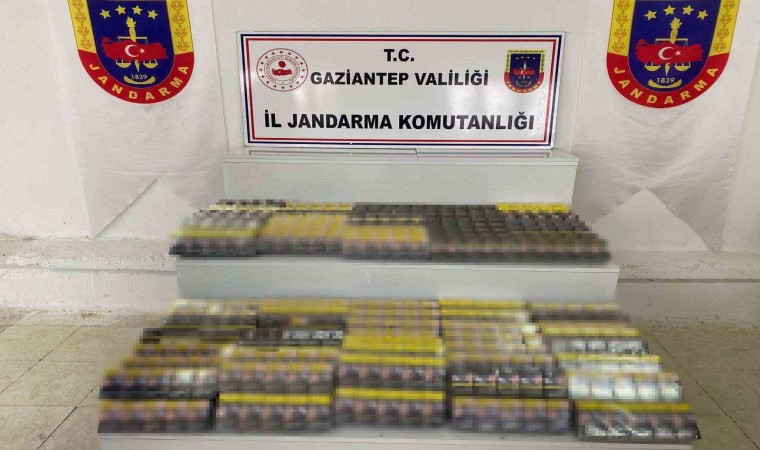 JANDARMA
1839
T.C.
GAZİANTEP VALİLİĞİ
İL JANDARMA KOMUTANLIĞI
JANDARMA
1839